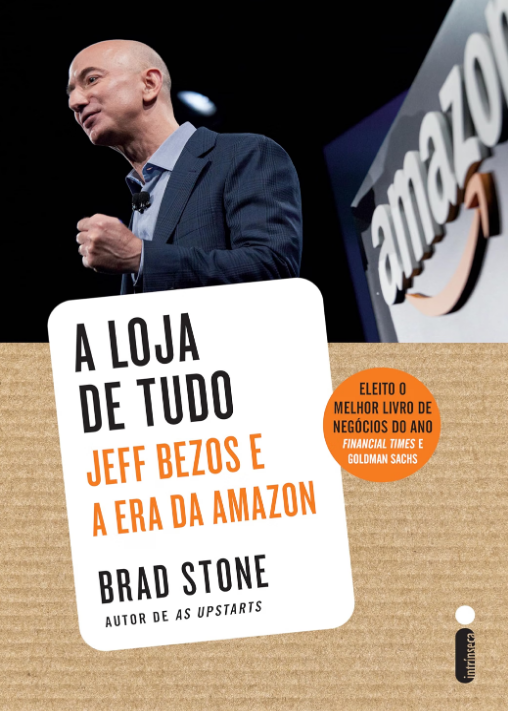 amazon
A LOJA
DE TUDO
JEFF BEZOS E
A ERA DA AMAZON
BRAD STONE
AUTOR DE AS UPSTARTS
ELEITO O
MELHOR LIVRO DE
NEGÓCIOS DO ANO
FINANCIAL TIMES E
GOLDMAN SACHS
intrínseca